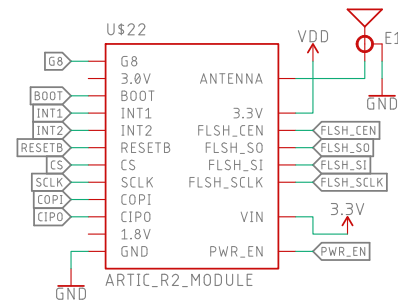 U$22
VDD
E1
G8 G8
3.0V ANTENNA
GND
BOOT BOOT
INT1 INT1 3.3V
INT2 INT2 FLSH_CEN FLSH_CEN
RESETB RESETB FLSH_SO FLSH_SO
CS CS FLSH_SI FLSH_SI
SCLK SCLK FLSH_SCLK FLSH_SCLK
COPI COPI
3.3V
CIPO CIPO VIN
1.8V
GND PWR_EN PWR_EN
ARTIC_R2_MODULE
GND